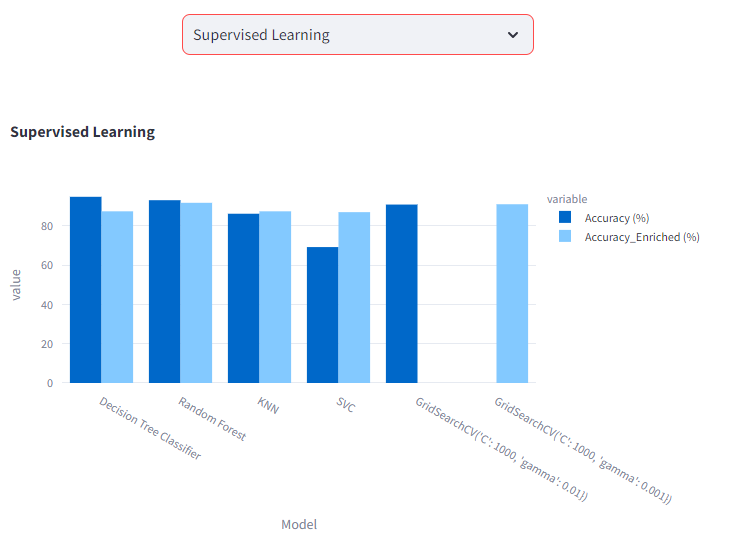 Supervised Learning
Supervised Learning
variable
Accuracy (%)
Accuracy_Enriched (%)
value
80
60
40
20
0
Decision Tree Classifier
Random Forest
KNN
SVC
GridSearchCV('C': 1000, 'gamma': 0.01})
GridSearchCV('C': 1000, 'gamma': 0.001})
Model